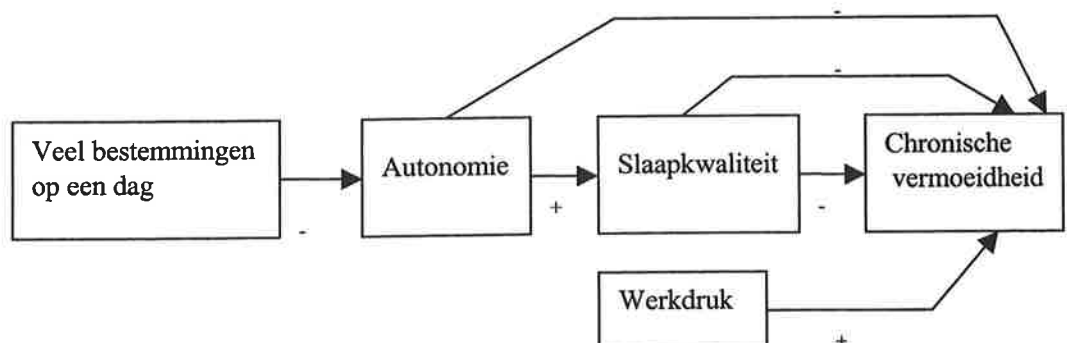 -
-
Veel bestemmingen
op een dag
-
Autonomie
+
Slaapkwaliteit
-
Chronische
vermoeidheid
Werkdruk
+